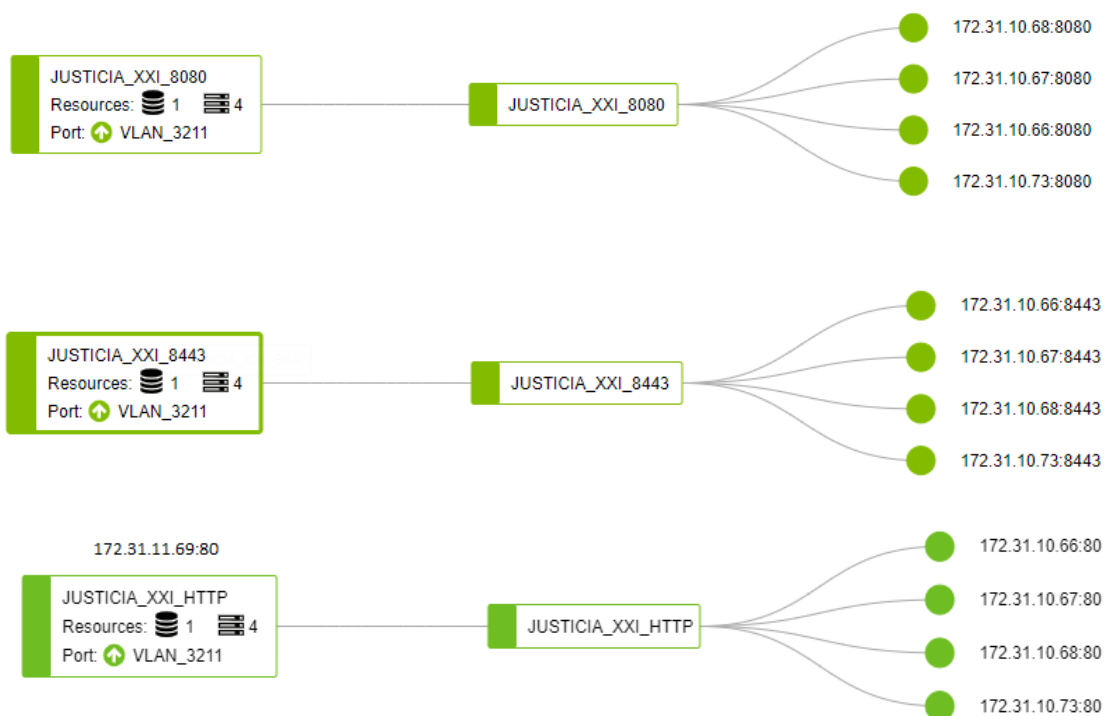 172.31.10.68:8080
JUSTICIA_XXI_8080
Resources: 1 4
Port: VLAN_3211
JUSTICIA_XXI_8080
172.31.10.67:8080
172.31.10.66:8080
172.31.10.73:8080
JUSTICIA_XXI_8443
Resources: 1 4
Port: VLAN_3211
JUSTICIA_XXI_8443
172.31.10.66:8443
172.31.10.67:8443
172.31.10.68:8443
172.31.10.73:8443
172.31.11.69:80
JUSTICIA_XXI_HTTP
Resources: 1 4
Port: VLAN_3211
JUSTICIA_XXI_HTTP
172.31.10.66:80
172.31.10.67:80
172.31.10.68:80
172.31.10.73:80